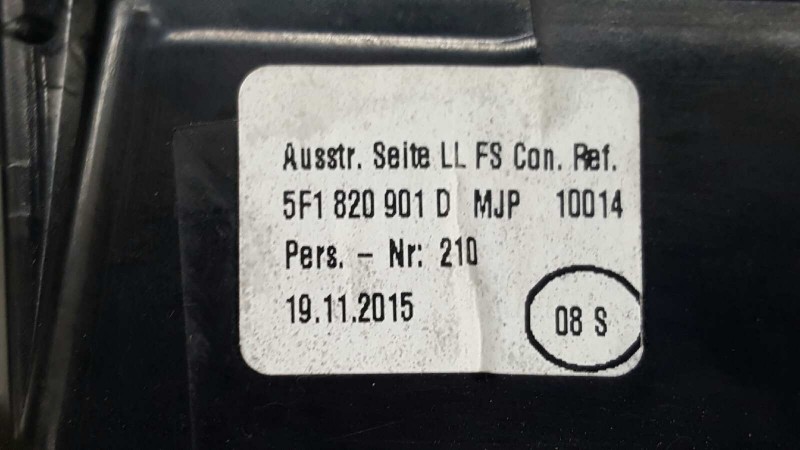 Ausstr. Seite LL FS Con. Ref.
5F1 820 901 D MJP 10014
Pers. - Nr: 210
19.11.2015
08 S